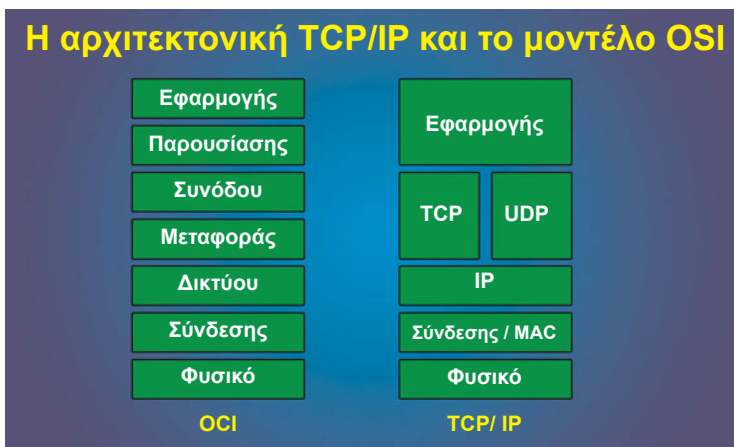 Η αρχιτεκτονική TCP/IP και το μοντέλο OSI
Εφαρμογής
Παρουσίασης
Συνόδου
Μεταφοράς
Δικτύου
Σύνδεσης
Φυσικό
OCI
Εφαρμογής
TCP UDP
IP
Σύνδεσης / MAC
Φυσικό
TCP/ IP